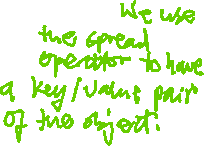 We use
the spread
operator to have
a key/value pair
of the object.